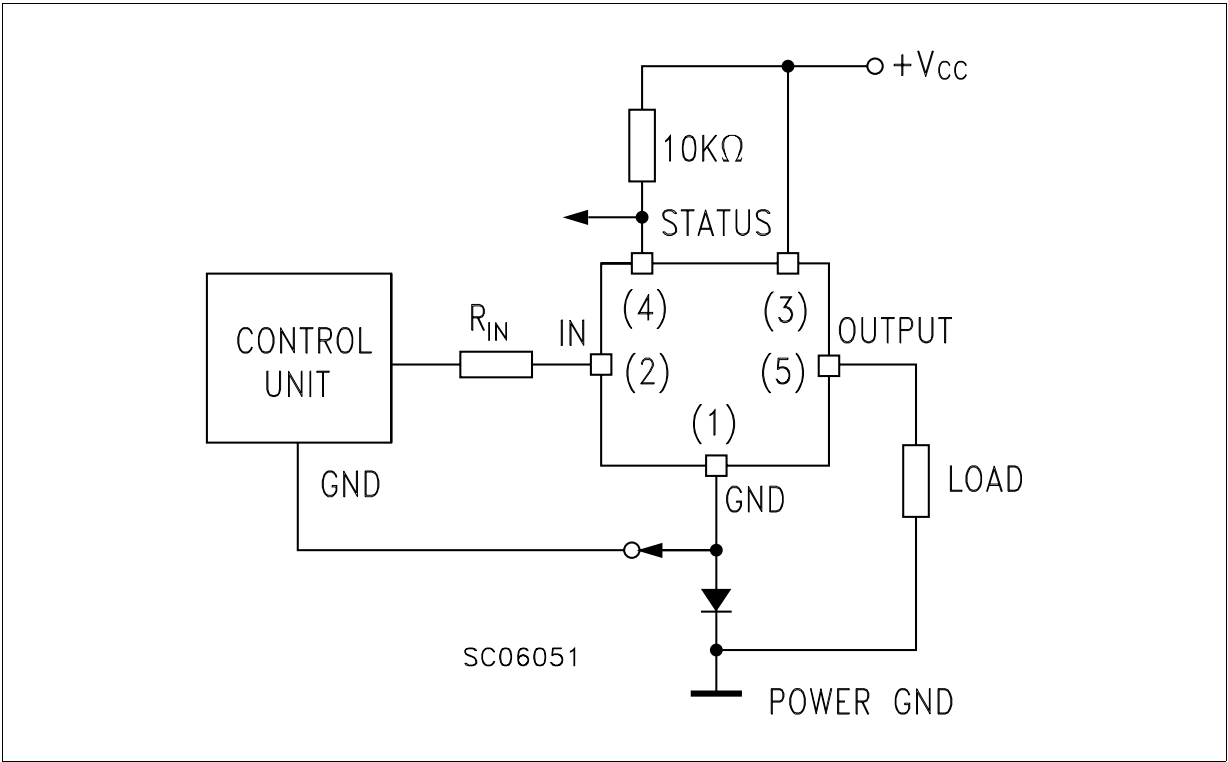 +VCC
10KΩ
STATUS
(4)
(3)
RIN
IN
OUTPUT
CONTROL
UNIT
(2)
(5)
(1)
GND
GND
LOAD
SC06051
POWER GND